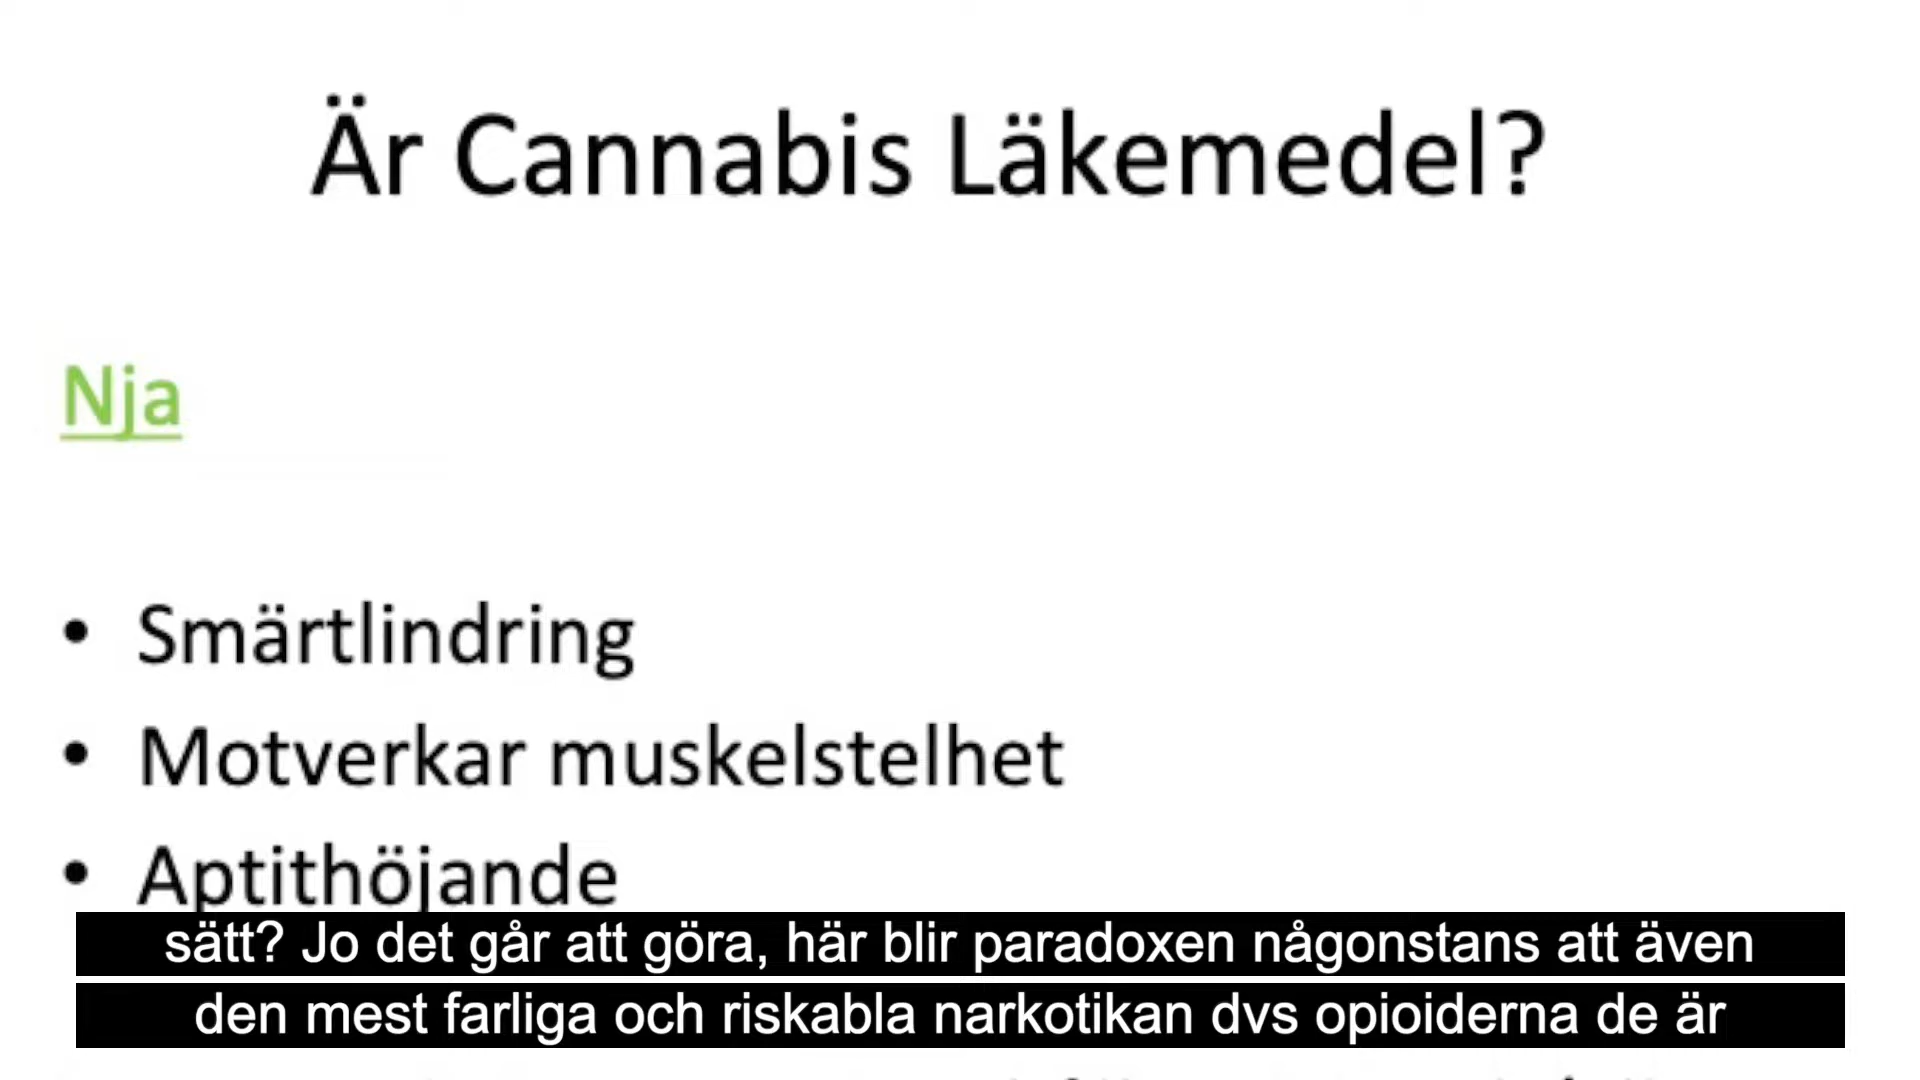 Är Cannabis Läkemedel?
Nja
• Smärtlindring
• Motverkar muskelstelhet
• Aptithöjande
sätt? Jo det går att göra, här blir paradoxen någonstans att även
den mest farliga och riskabla narkotikan dvs opioiderna de är